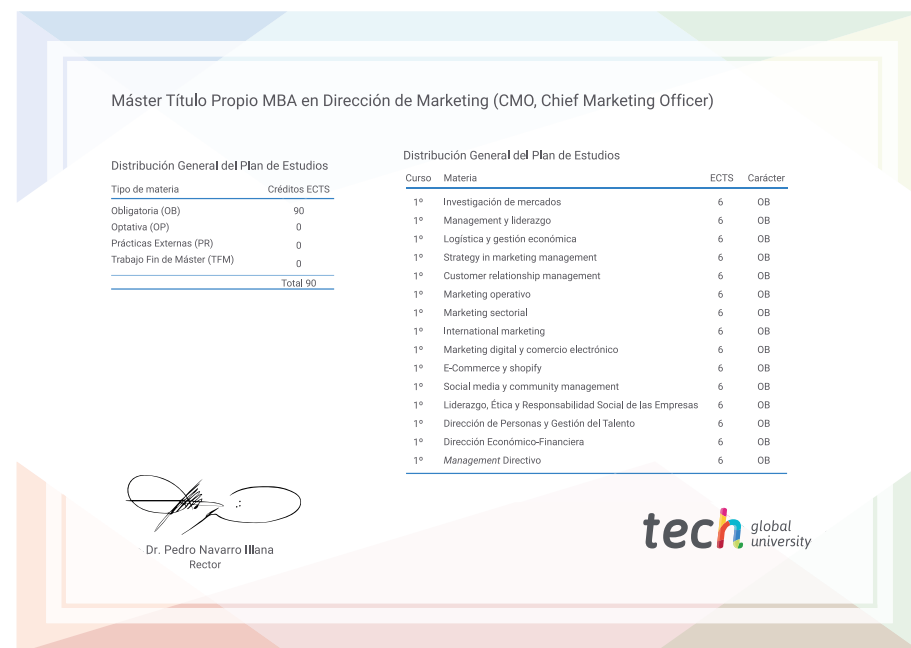 Máster Título Propio MBA en Dirección de Marketing (CMO, Chief Marketing Officer)
Distribución General del Plan de Estudios
Tipo de materia Créditos ECTS
Obligatoria (OB) 90
Optativa (OP) 0
Prácticas Externas (PR) 0
Trabajo Fin de Máster (TFM) 0
Total 90
Distribución General del Plan de Estudios
Curso Materia ECTS Carácter
1º Investigación de mercados 6 OB
1º Management y liderazgo 6 OB
1º Logística y gestión económica 6 OB
1º Strategy in marketing management 6 OB
1º Customer relationship management 6 OB
1º Marketing operativo 6 OB
1º Marketing sectorial 6 OB
1º International marketing 6 OB
1º Marketing digital y comercio electrónico 6 OB
1º E-Commerce y shopify 6 OB
1º Social media y community management 6 OB
1º Liderazgo, Ética y Responsabilidad Social de las Empresas 6 OB
1º Dirección de Personas y Gestión del Talento 6 OB
1º Dirección Económico-Financiera 6 OB
1º Management Directivo 6 OB
Dr. Pedro Navarro Illana
Rector
tech global
university